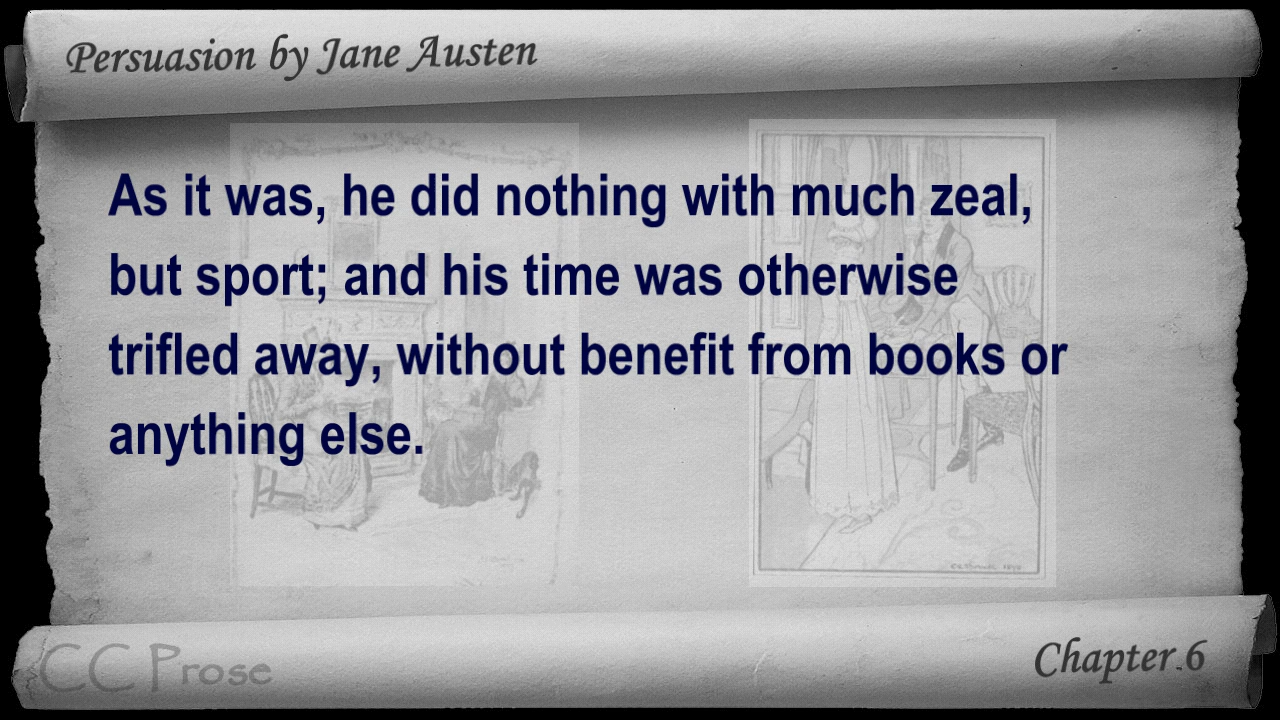 Persuasion by Jane Austen
As it was, he did nothing with much zeal,
but sport; and his time was otherwise
trifled away, without benefit from books or
anything else.
CC Prose
Chapter.6